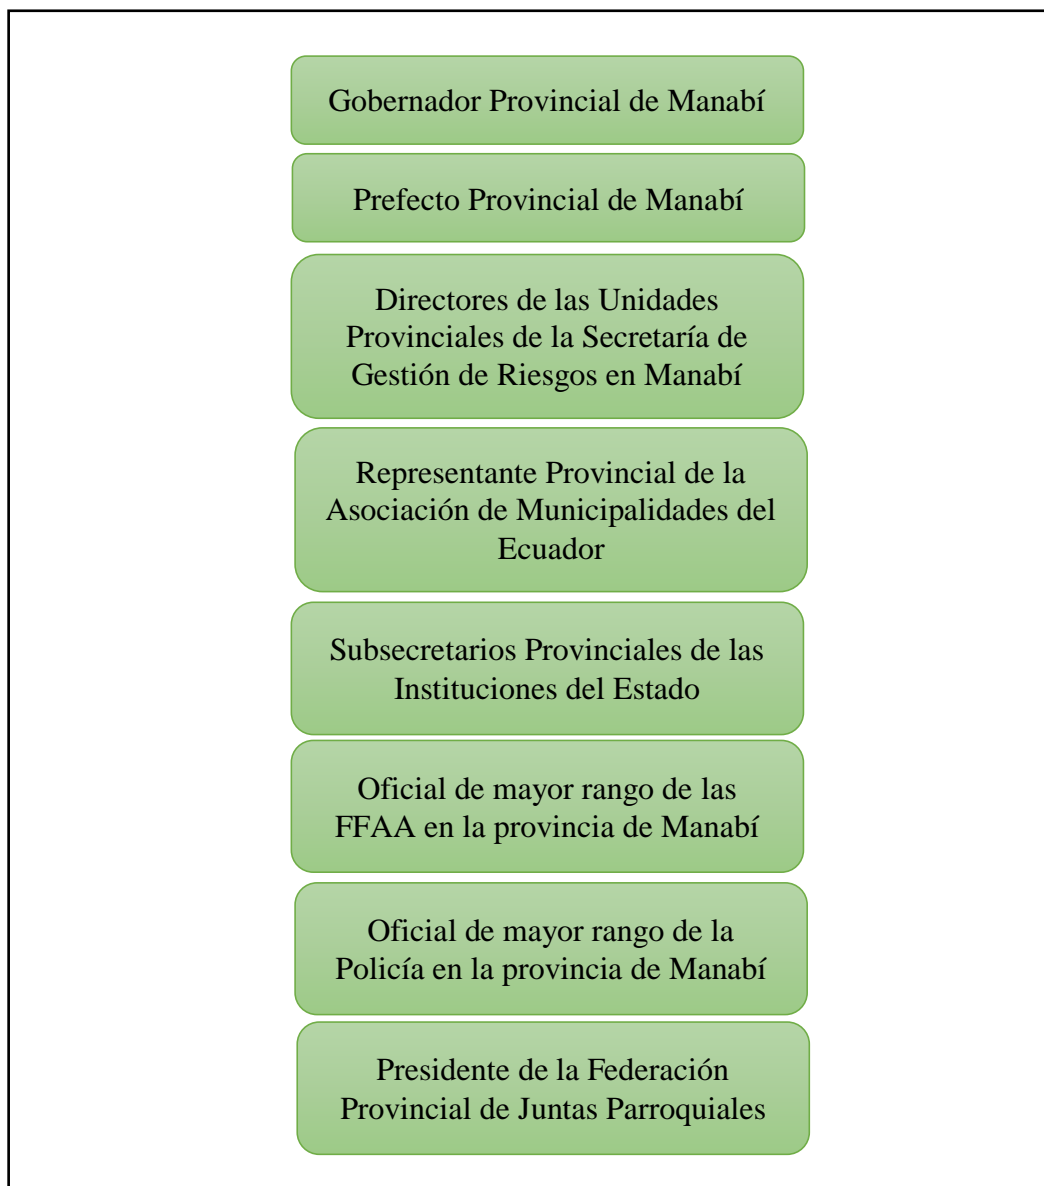 Gobernador Provincial de Manabí
Prefecto Provincial de Manabí
Directores de las Unidades
Provinciales de la Secretaría de
Gestión de Riesgos en Manabí
Representante Provincial de la
Asociación de Municipalidades del
Ecuador
Subsecretarios Provinciales de las
Instituciones del Estado
Oficial de mayor rango de las
FFAA en la provincia de Manabí
Oficial de mayor rango de la
Policía en la provincia de Manabí
Presidente de la Federación
Provincial de Juntas Parroquiales